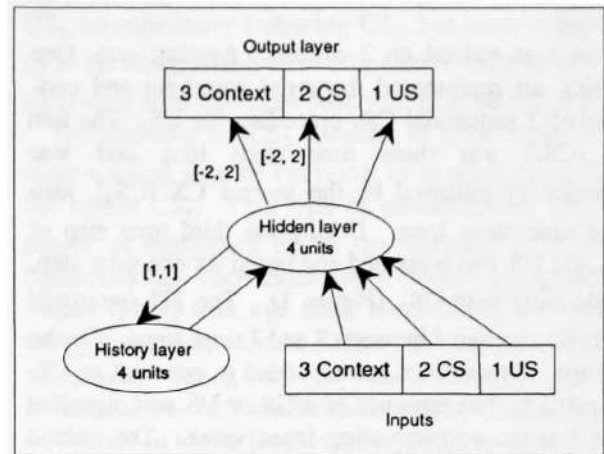 Output layer
3 Context 2 CS 1 US
[-2, 2]
[-2, 2]
Hidden layer
4 units
[1,1]
History layer
4 units
3 Context 2 CS 1 US
Inputs